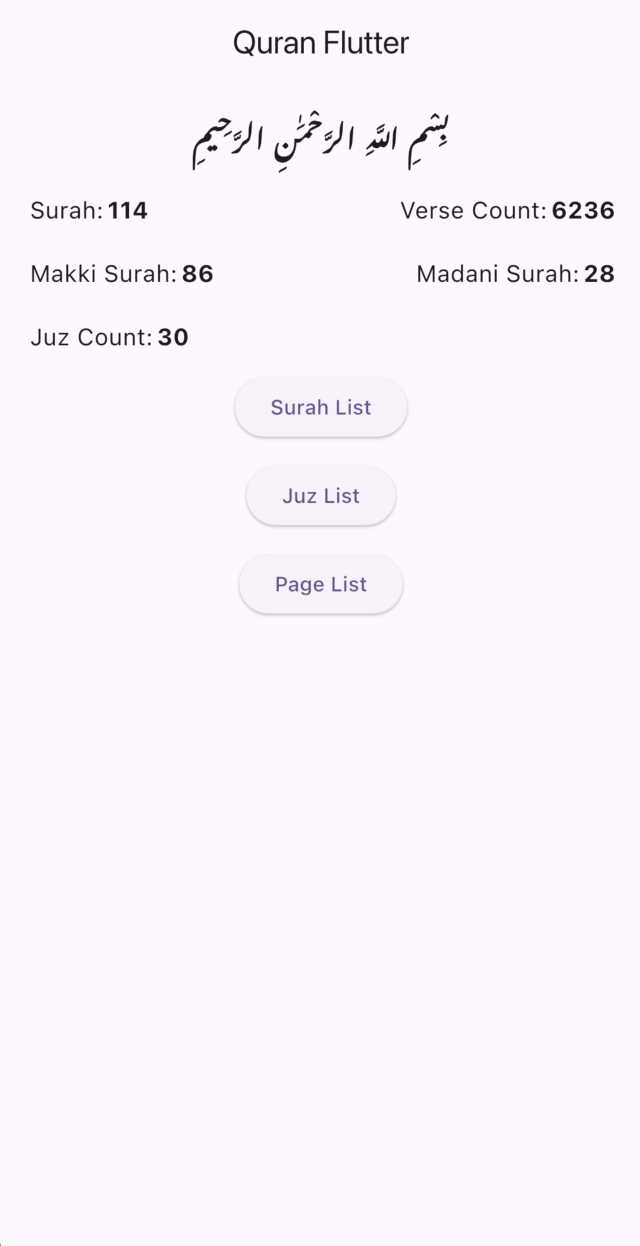 Quran Flutter
بِسْمِ اللَّهِ الرَّحْمَٰنِ الرَّحِيمِ
Surah: 114 Verse Count: 6236
Makki Surah: 86 Madani Surah: 28
Juz Count: 30
Surah List
Juz List
Page List